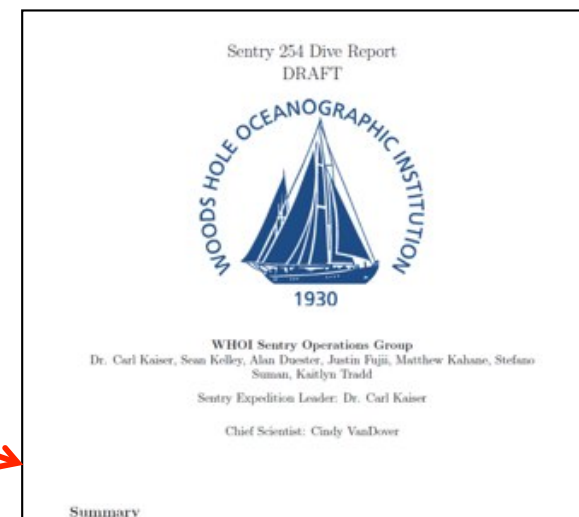 Sentry 254 Dive Report
DRAFT
WOODS HOLE OCEANOGRAPHIC INSTITUTION
1930
WHOI Sentry Operations Group
Dr. Carl Kaiser, Sean Kelley, Alan Duester, Justin Fujii, Matthew Kahane, Stefano
Suman, Kaitlyn Tradd
Sentry Expedition Leader: Dr. Carl Kaiser
Chief Scientist: Cindy VanDover
Summary